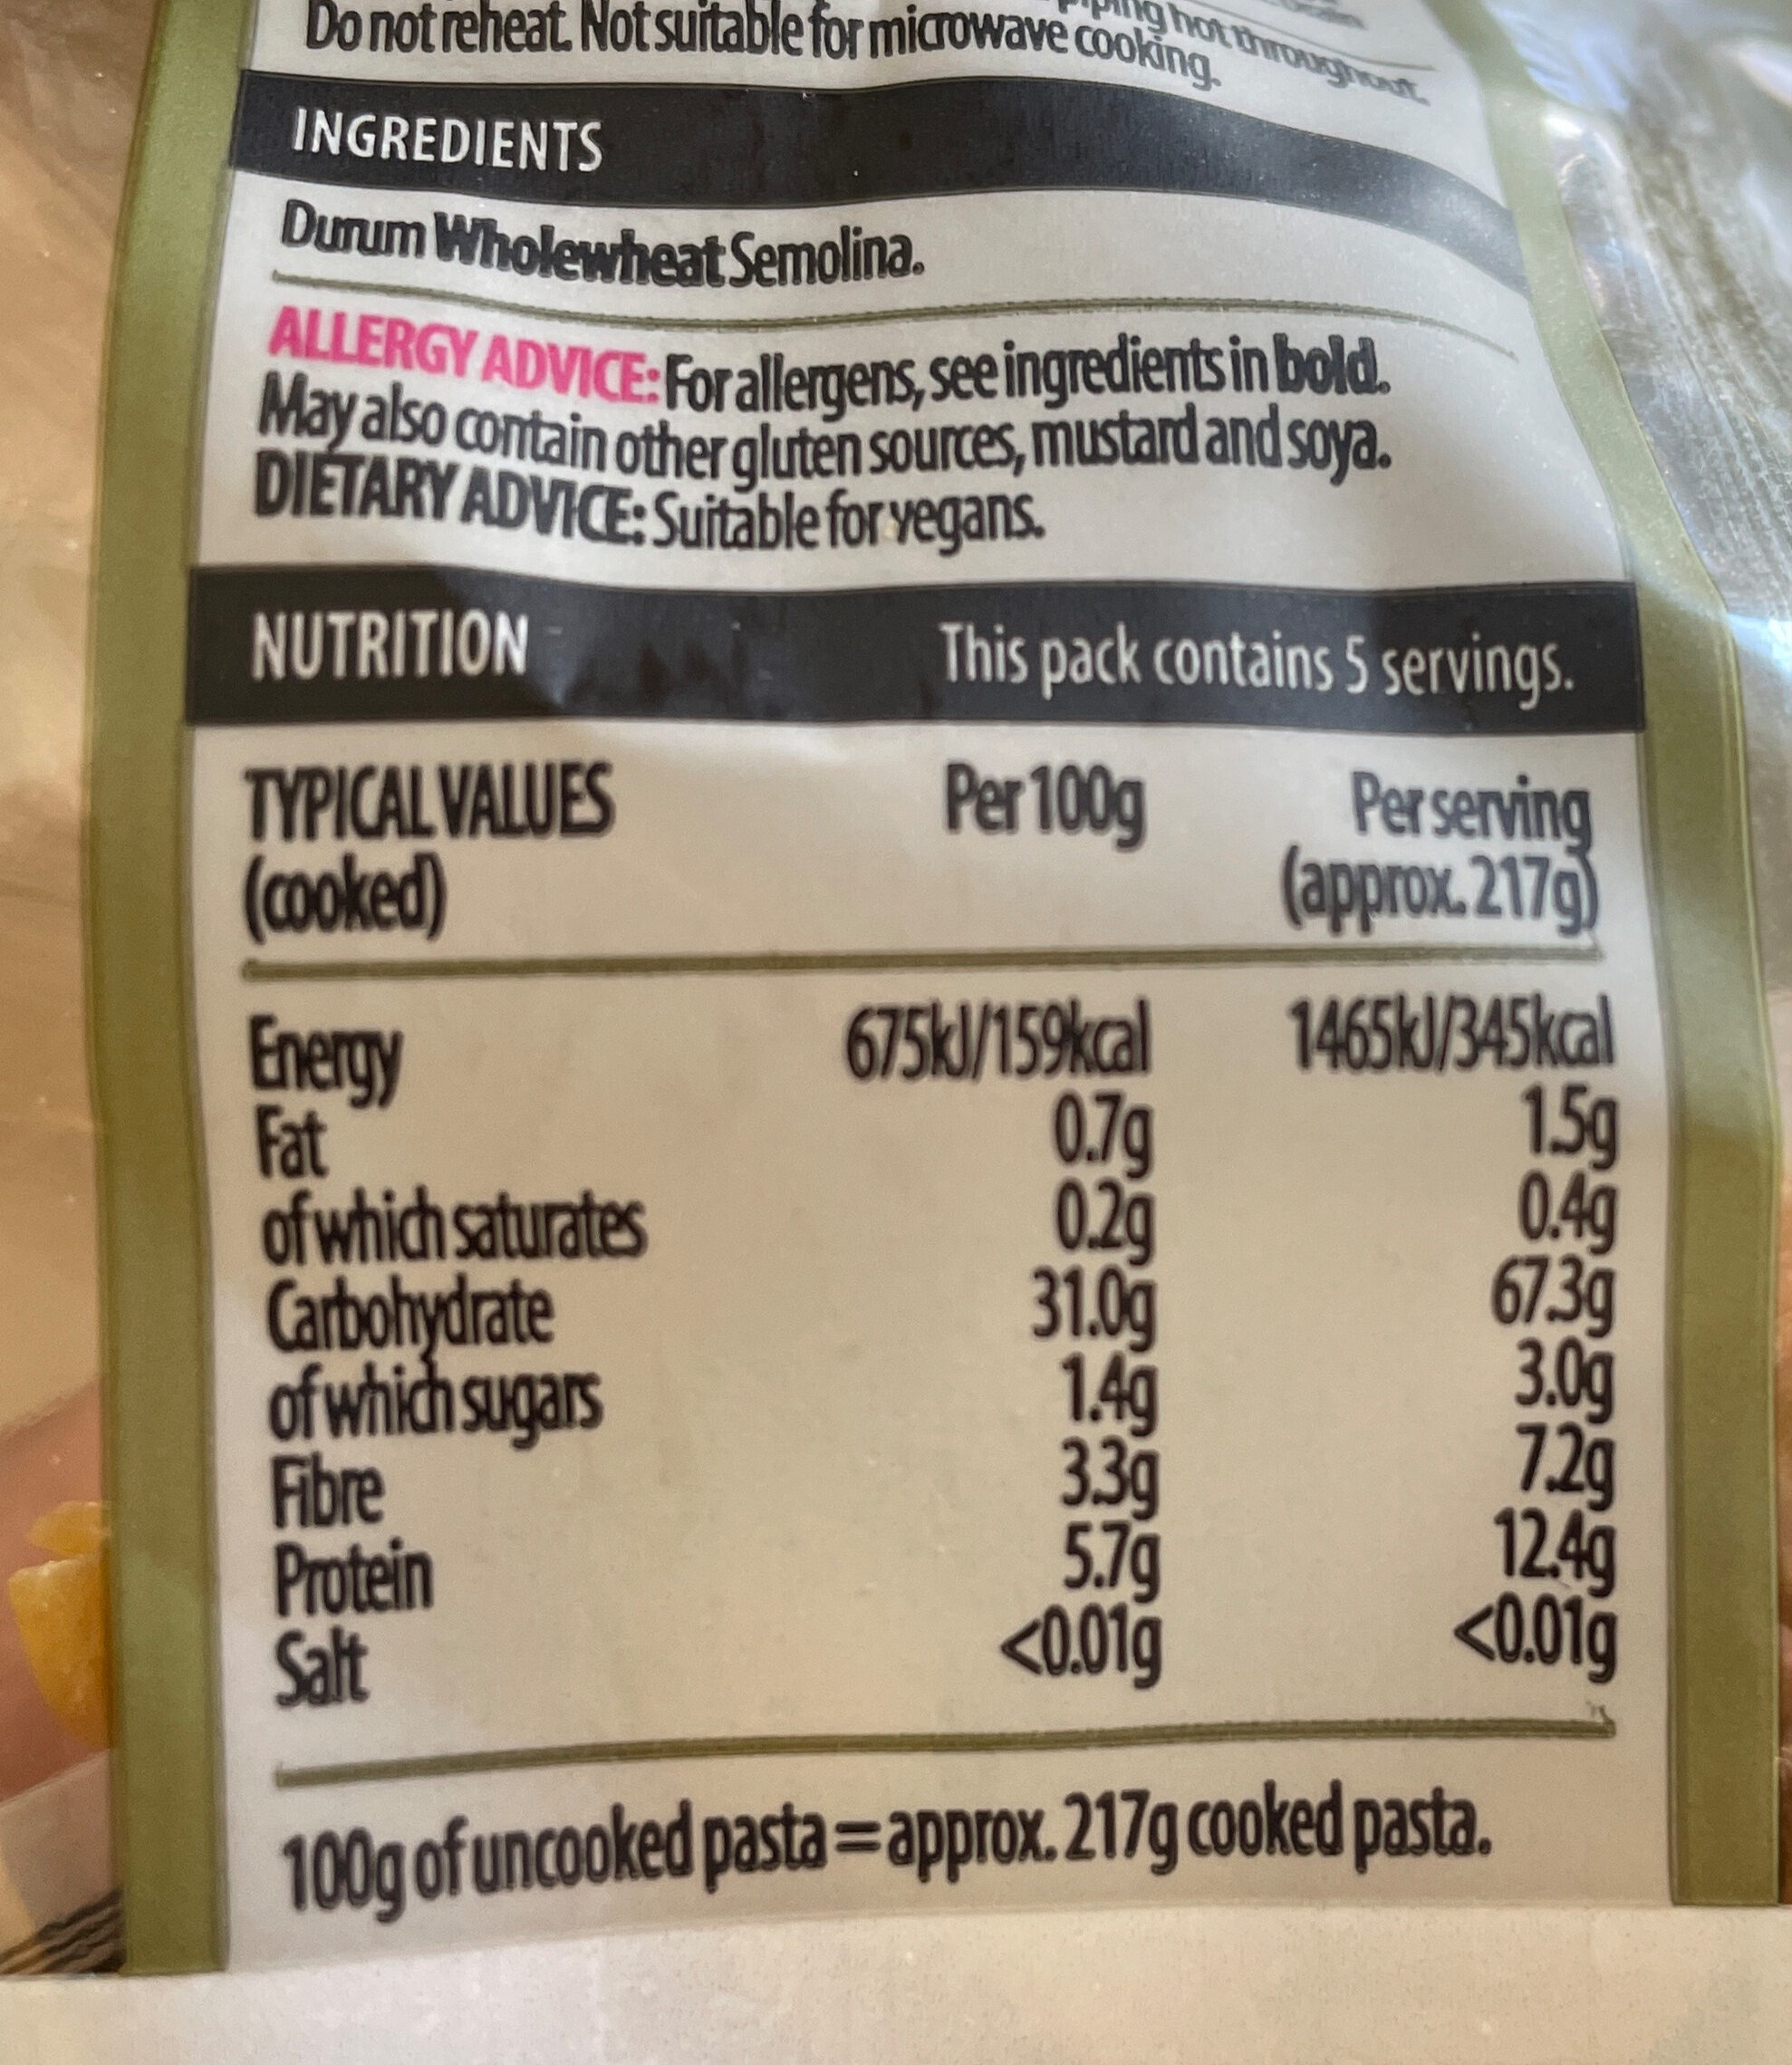 piping hot throughout.
Do not reheat. Not suitable for microwave cooking.
INGREDIENTS
Durum Wholewheat Semolina.
ALLERGY ADVICE: For allergens, see ingredients in bold.
May also contain other gluten sources, mustard and soya.
DIETARY ADVICE: Suitable for vegans.
NUTRITION This pack contains 5 servings.
TYPICAL VALUES Per 100g Per serving
(cooked) (approx. 217g)
Energy 675kJ/159kcal 1465kJ/345kcal
Fat 0.7g 1.5g
of which saturates 0.2g 0.4g
Carbohydrate 31.0g 67.3g
of which sugars 1.4g 3.0g
Fibre 3.3g 7.2g
Protein 5.7g 12.4g
Salt <0.01g <0.01g
100g of uncooked pasta = approx. 217g cooked pasta.